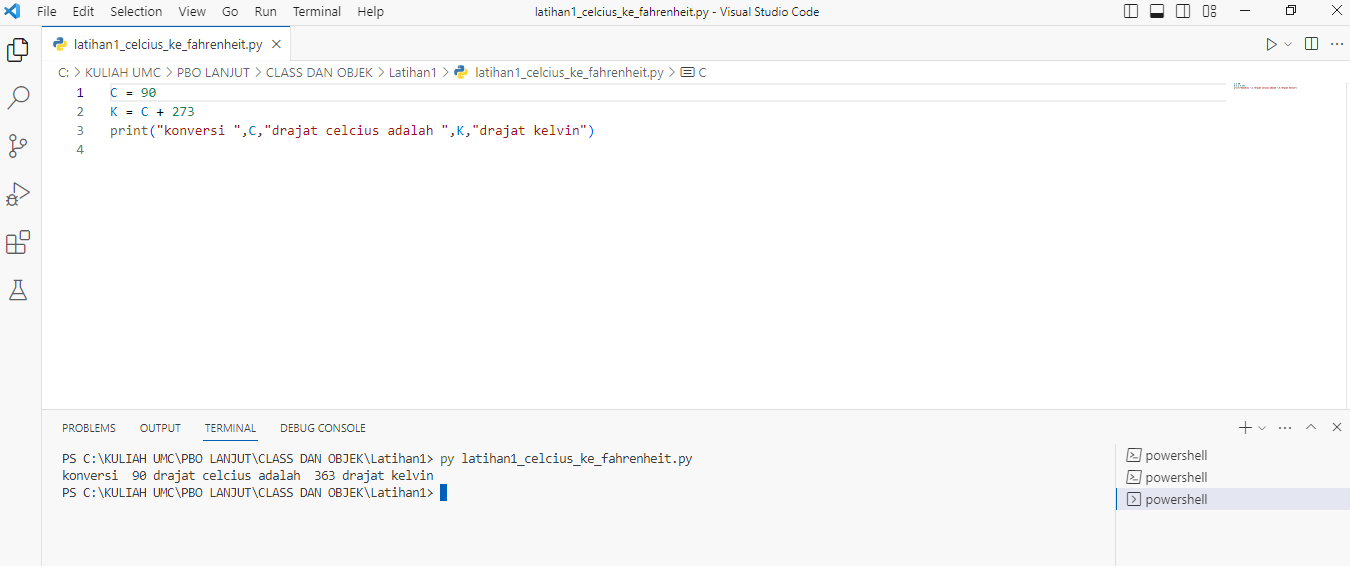 File Edit Selection View Go Run Terminal Help latihan1_celcius_ke_fahrenheit.py - Visual Studio Code
latihan1_celcius_ke_fahrenheit.py
C: > KULIAH UMC > PBO LANJUT > CLASS DAN OBJEK > Latihan1 > latihan1_celcius_ke_fahrenheit.py > C
1 C = 90
2 K = C + 273
3 print("konversi ",C,"drajat celcius adalah ",K,"drajat kelvin")
4
PROBLEMS OUTPUT TERMINAL DEBUG CONSOLE
PS C:\KULIAH UMC\PBO LANJUT\CLASS DAN OBJEK\Latihan1> py latihan1_celcius_ke_fahrenheit.py
konversi  90 drajat celcius adalah  363 drajat kelvin
PS C:\KULIAH UMC\PBO LANJUT\CLASS DAN OBJEK\Latihan1>
powershell
powershell
powershell